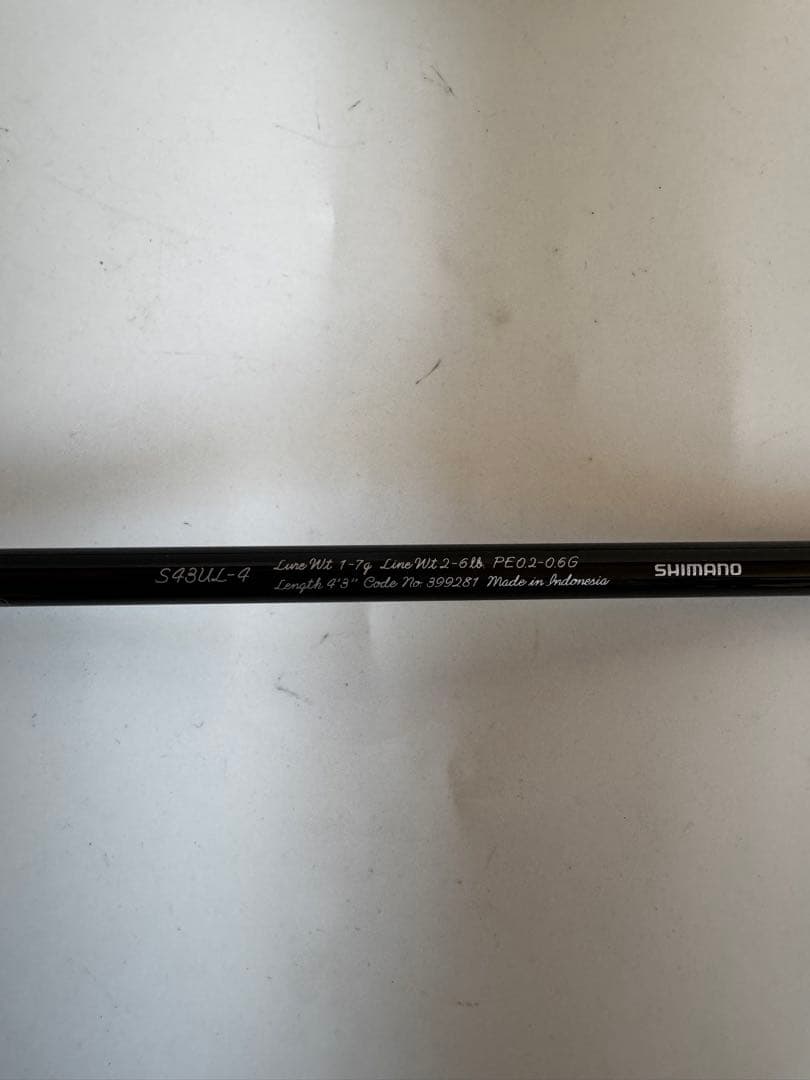 S43UL-4
Lure Wt 1-7g Line Wt 2-6lb PE0.2-0.6G
Length 4'3" Code No. 399281 Made in Indonesia
SHIMANO